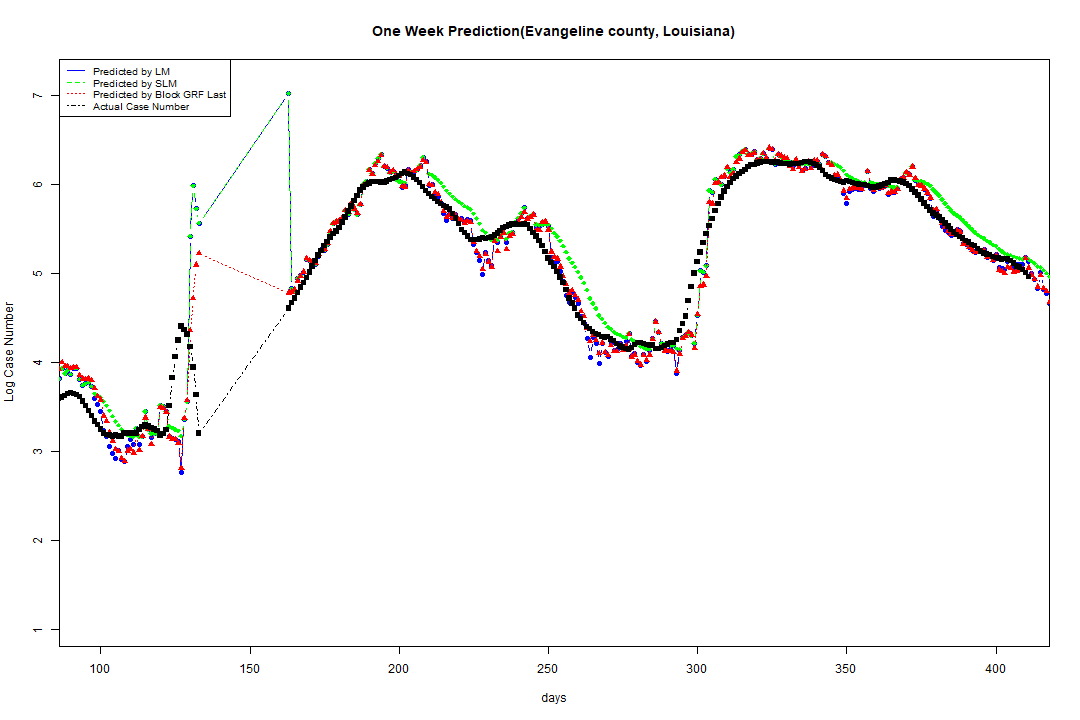 One Week Prediction(Evangeline county, Louisiana)
Predicted by LM
Predicted by SLM
Predicted by Block GRF Last
Actual Case Number
7
6
5
4
3
2
1
Log Case Number
100 150 200 250 300 350 400
days